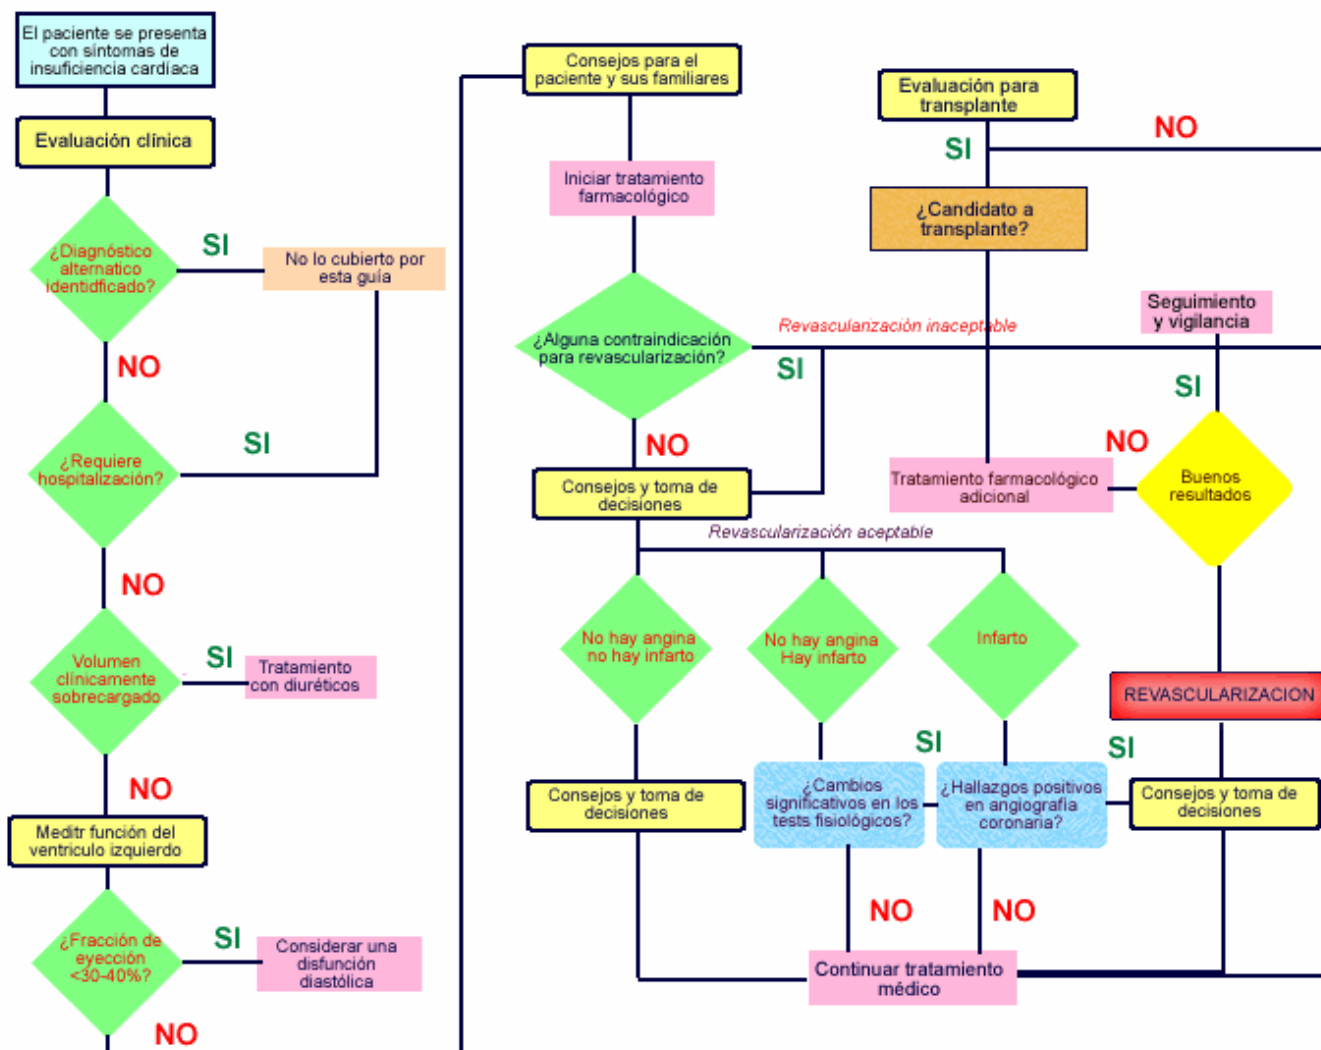 El paciente se presenta
con síntomas de
insuficiencia cardíaca
Evaluación clínica
¿Diagnóstico
alternatico
identidficado?
SI
No lo cubierto por
esta guía
NO
¿Requiere
hospitalización?
SI
NO
Volumen
clínicamente
sobrecargado
SI
Tratamiento
con diuréticos
NO
Meditr función del
ventriculo izquierdo
¿Fracción de
eyección
<30-40%?
SI
Considerar una
disfunción
diastólica
NO
Consejos para el
paciente y sus familiares
Iniciar tratamiento
farmacológico
¿Alguna contraindicación
para revascularización?
Revascularización inaceptable
SI
NO
Consejos y toma de
decisiones
Revascularización aceptable
No hay angina
no hay infarto
No hay angina
Hay infarto
Infarto
Consejos y toma de
decisiones
¿Cambios
significativos en los
tests fisiológicos?
SI
¿Hallazgos positivos
en angiografía
coronaria?
SI
Consejos y toma de
decisiones
NO
NO
Continuar tratamiento
médico
Evaluación para
transplante
SI
NO
¿Candidato a
transplante?
Seguimiento
y vigilancia
SI
NO
Tratamiento farmacológico
adicional
Buenos
resultados
REVASCULARIZACION